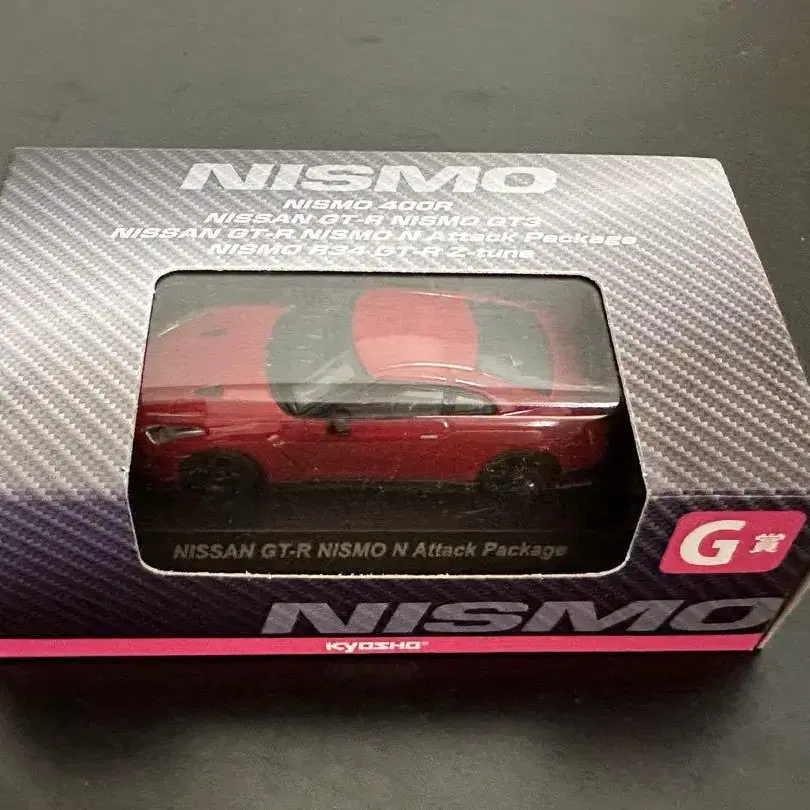 NISMO
NISMO 400R
NISSAN GT-R NISMO GT3
NISSAN GT-R NISMO N Attack Package
NISMO R34 GT-R Z-tune
NISSAN GT-R NISMO N Attack Package
G賞
NISMO
KYOSHO